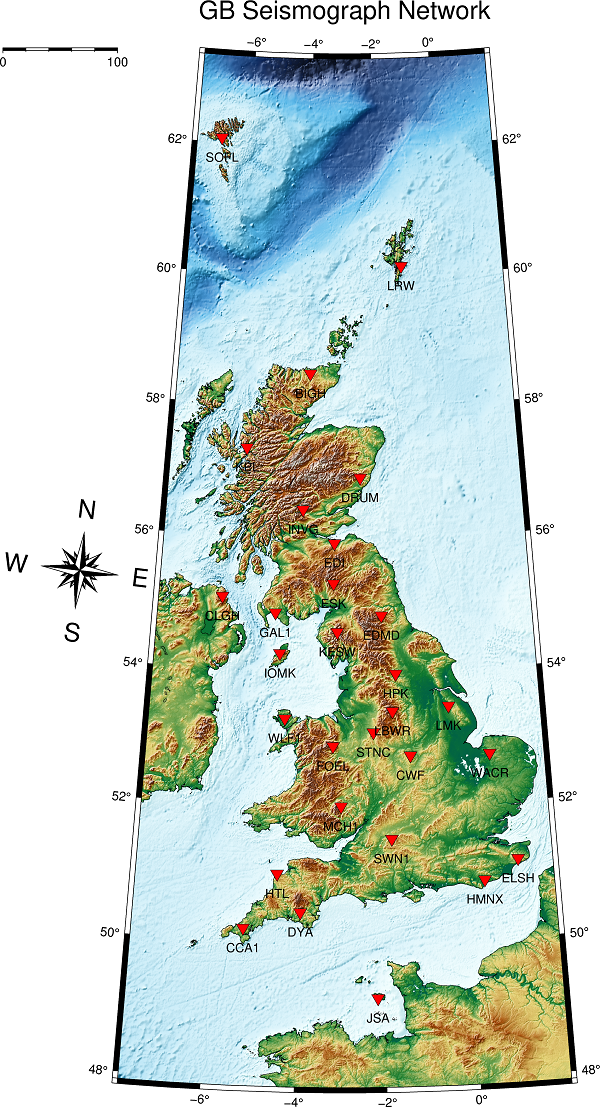 GB Seismograph Network
0 100
−6° −4° −2° 0°
62° 62°
SOFL
60° 60°
LRW
58° 58°
BIGH
KPL
DRUM
INVG
56° 56°
EDI
ESK
CLGH
GAL1
EDMD
KESW
N
W E
S
54° 54°
IOMK
HPK
LMK
LBWR
WLF1
STNC
FOEL
CWF
WACR
52° 52°
MCH1
SWN1
ELSH
HTL
HMNX
50° 50°
DYA
CCA1
JSA
48° 48°
−6° −4° −2° 0°